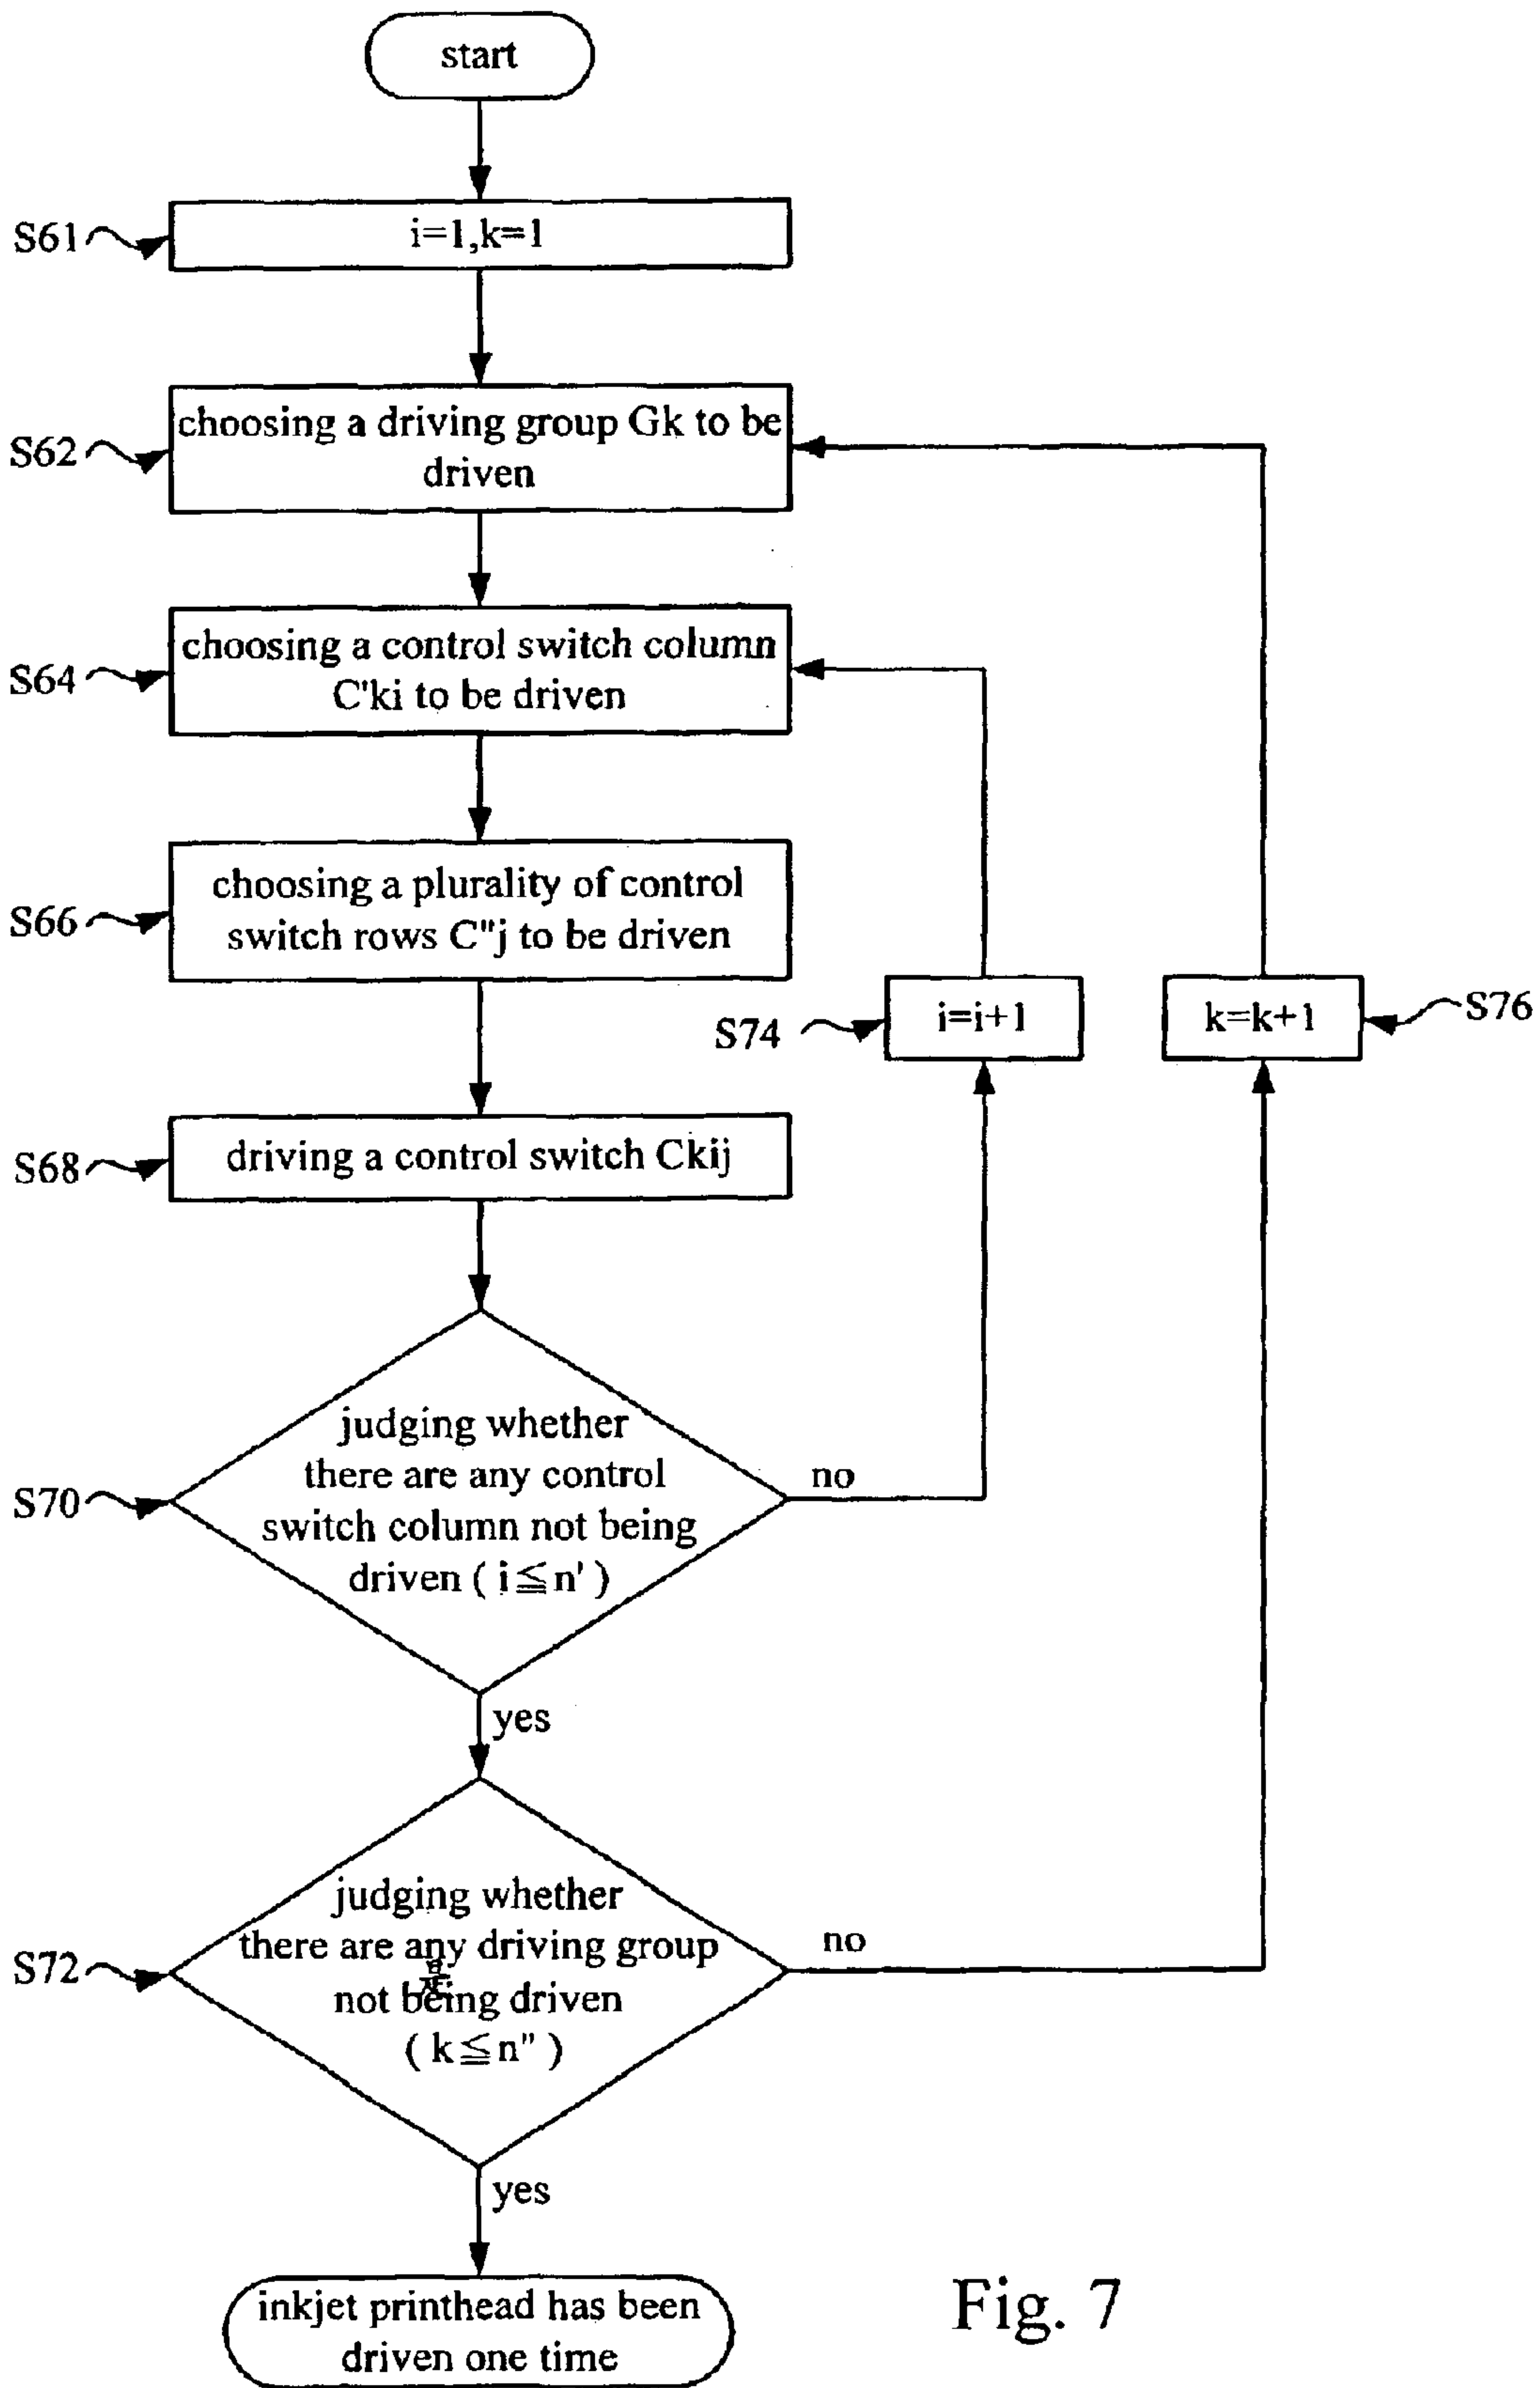 start
S61
i=1,k=1
S62
choosing a driving group Gk to be
driven
S64
choosing a control switch column
C'ki to be driven
S66
choosing a plurality of control
switch rows C"j to be driven
S74
i=i+1
k=k+1
S76
S68
driving a control switch Ckij
S70
judging whether
there are any control
switch column not being
driven ( i≦n' )
no
yes
S72
judging whether
there are any driving group
not being driven
( k≦n" )
no
yes
inkjet printhead has been
driven one time
Fig. 7